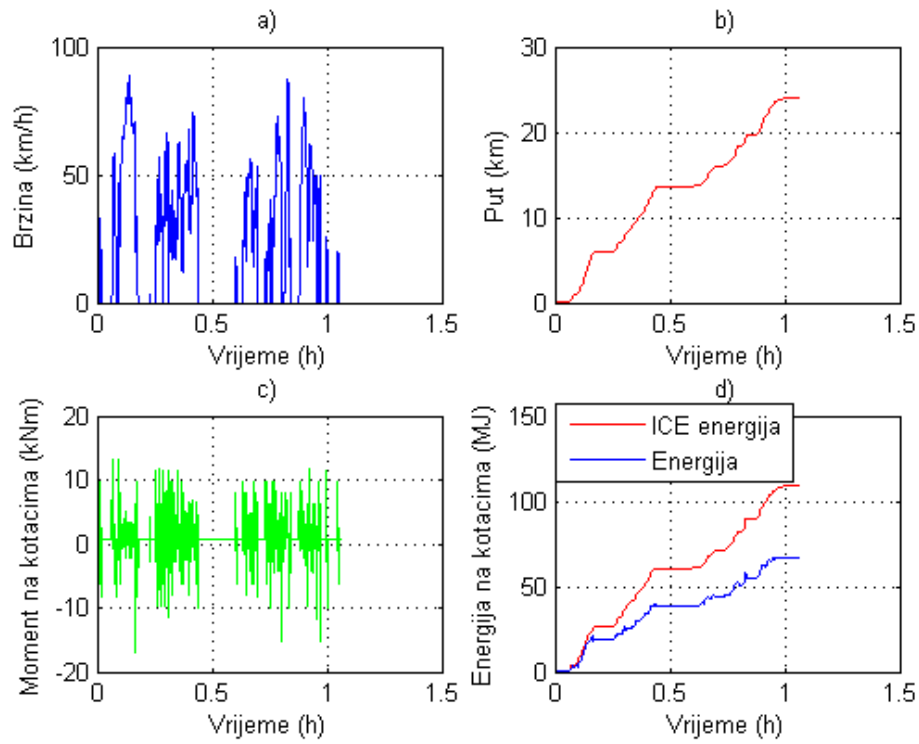 a)
100
50
0
Brzina (km/h)
0
0.5
1
1.5
Vrijeme (h)
b)
30
20
10
0
Put (km)
0
0.5
1
1.5
Vrijeme (h)
c)
20
10
0
-10
-20
Moment na kotacima (kNm)
0
0.5
1
1.5
Vrijeme (h)
d)
150
100
50
0
Energija na kotacima (MJ)
ICE energija
Energija
0
0.5
1
1.5
Vrijeme (h)